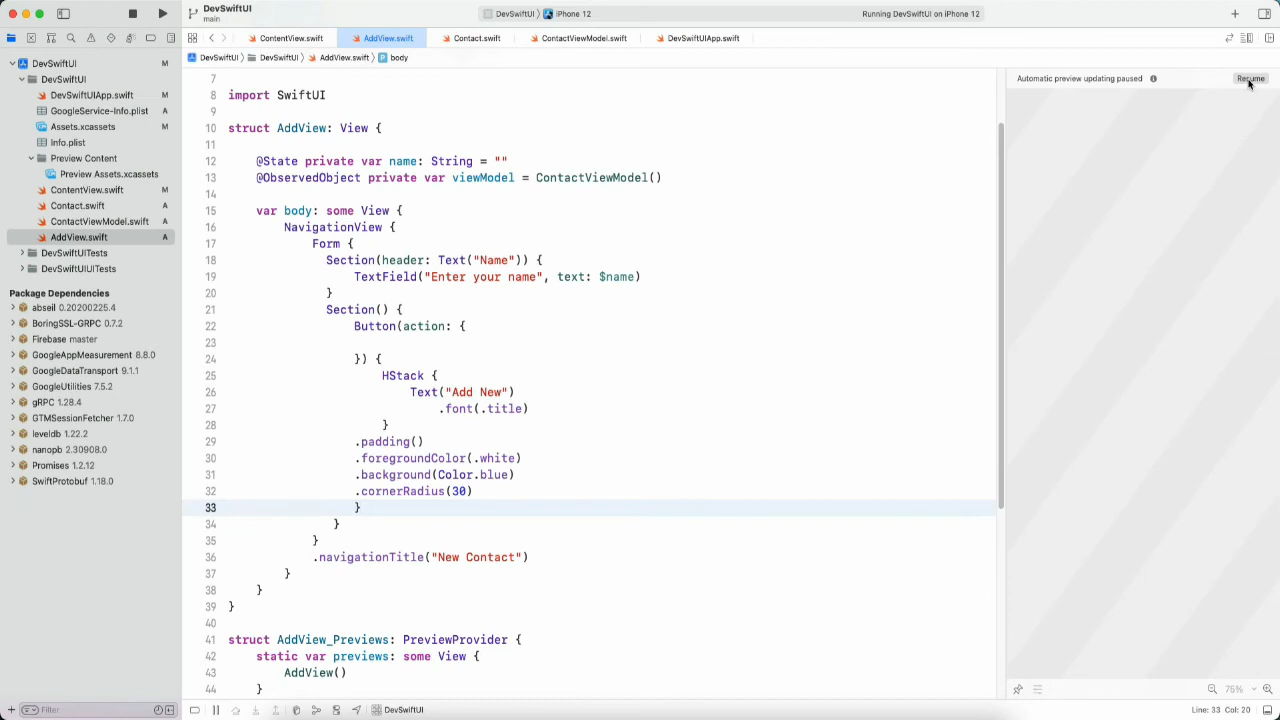 DevSwiftUI
main
DevSwiftUI 〉 iPhone 12
Running DevSwiftUI on iPhone 12
ContentView.swift
AddView.swift
Contact.swift
ContactViewModel.swift
DevSwiftUIApp.swift
DevSwiftUI 〉 DevSwiftUI 〉 AddView.swift 〉 P body
Automatic preview updating paused
Resume
DevSwiftUI M
DevSwiftUI
DevSwiftUIApp.swift M
GoogleService-Info.plist A
Assets.xcassets M
Info.plist
Preview Content
Preview Assets.xcassets
ContentView.swift M
Contact.swift A
ContactViewModel.swift A
AddView.swift A
DevSwiftUITests
DevSwiftUIUITests
Package Dependencies
abseil 0.20200225.4
BoringSSL-GRPC 0.7.2
Firebase master
GoogleAppMeasurement 8.8.0
GoogleDataTransport 9.1.1
GoogleUtilities 7.5.2
gRPC 1.28.4
GTMSessionFetcher 1.7.0
leveldb 1.22.2
nanopb 2.30908.0
Promises 1.2.12
SwiftProtobuf 1.18.0
Filter
7
8 import SwiftUI
9
10 struct AddView: View {
11
12 @State private var name: String = ""
13 @ObservedObject private var viewModel = ContactViewModel()
14
15 var body: some View {
16 NavigationView {
17 Form {
18 Section(header: Text("Name")) {
19 TextField("Enter your name", text: $name)
20 }
21 Section() {
22 Button(action: {
23
24 }) {
25 HStack {
26 Text("Add New")
27 .font(.title)
28 }
29 .padding()
30 .foregroundColor(.white)
31 .background(Color.blue)
32 .cornerRadius(30)
33 }
34 }
35 }
36 .navigationTitle("New Contact")
37 }
38 }
39 }
40
41 struct AddView_Previews: PreviewProvider {
42 static var previews: some View {
43 AddView()
44 }
75%
DevSwiftUI
Line: 33 Col: 20